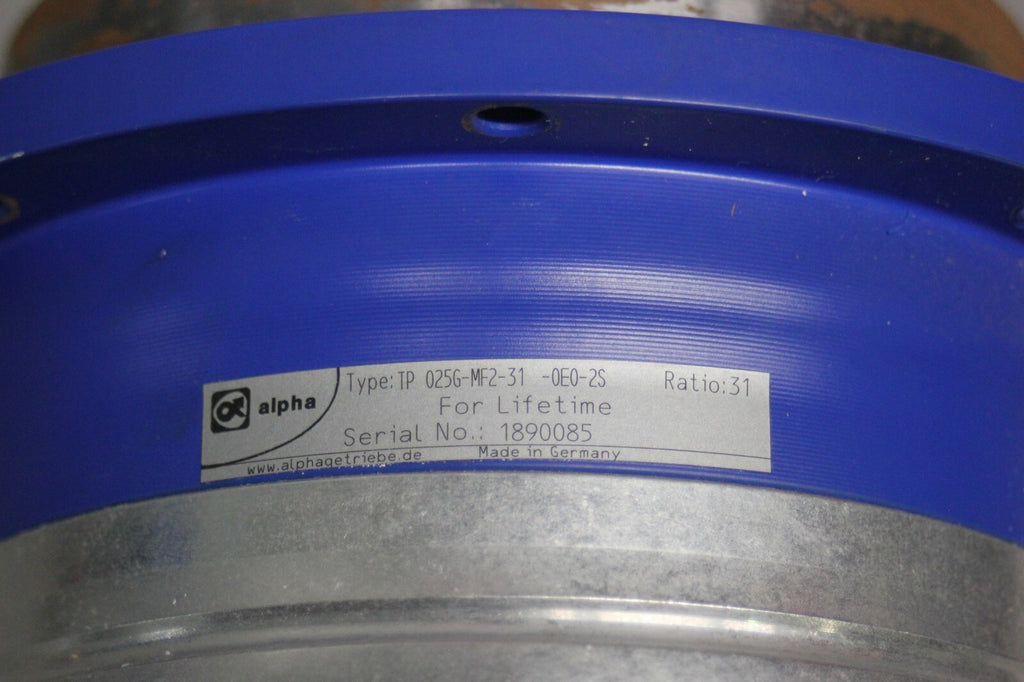 alpha
Type:TP 025G-MF2-31 -0E0-2S Ratio:31
For Lifetime
Serial No.: 1890085
www.alphagetriebe.de Made in Germany